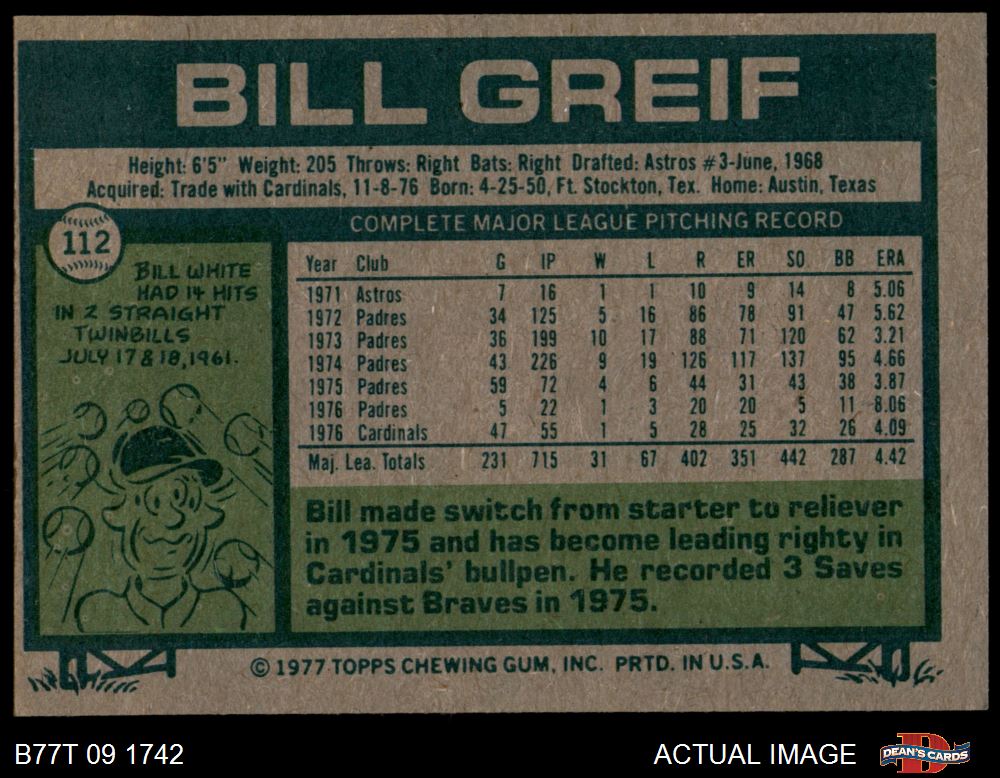 BILL GREIF
Height: 6'5" Weight: 205 Throws: Right Bats: Right Drafted: Astros #3-June, 1968
Acquired: Trade with Cardinals, 11-8-76 Born: 4-25-50, Ft. Stockton, Tex. Home: Austin, Texas
112
BILL WHITE
HAD 14 HITS
IN 2 STRAIGHT
TWINBILLS
JULY 17 & 18, 1961.
COMPLETE MAJOR LEAGUE PITCHING RECORD
Year Club G IP W L R ER SO BB ERA
1971 Astros 7 16 1 1 10 9 14 8 5.06
1972 Padres 34 125 5 16 86 78 91 47 5.62
1973 Padres 36 199 10 17 88 71 120 62 3.21
1974 Padres 43 226 9 19 126 117 137 95 4.66
1975 Padres 59 72 4 6 44 31 43 38 3.87
1976 Padres 5 22 1 3 20 20 5 11 8.06
1976 Cardinals 47 55 1 5 28 25 32 26 4.09
Maj. Lea. Totals 231 715 31 67 402 351 442 287 4.42
Bill made switch from starter to reliever
in 1975 and has become leading righty in
Cardinals' bullpen. He recorded 3 Saves
against Braves in 1975.
© 1977 TOPPS CHEWING GUM, INC. PRTD. IN U.S.A.
B77T 09 1742
ACTUAL IMAGE
D
DEAN'S CARDS